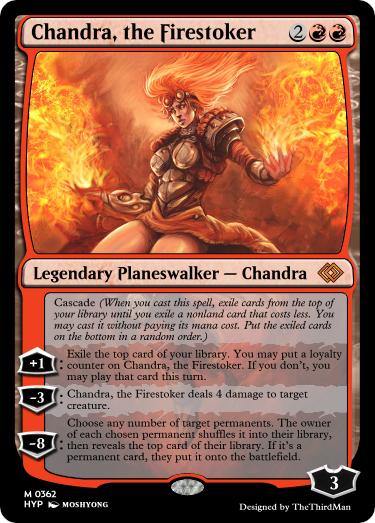 Chandra, the Firestoker 2
Legendary Planeswalker — Chandra
Cascade (When you cast this spell, exile cards from the top of
your library until you exile a nonland card that costs less. You
may cast it without paying its mana cost. Put the exiled cards
on the bottom in a random order.)
+1: Exile the top card of your library. You may put a loyalty
counter on Chandra, the Firestoker. If you don't, you
may play that card this turn.
-3: Chandra, the Firestoker deals 4 damage to target
creature.
-8: Choose any number of target permanents. The owner
of each chosen permanent shuffles it into their library,
then reveals the top card of their library. If it's a
permanent card, they put it onto the battlefield.
3
M 0362
HYP MOSHYONG
Designed by TheThirdMan